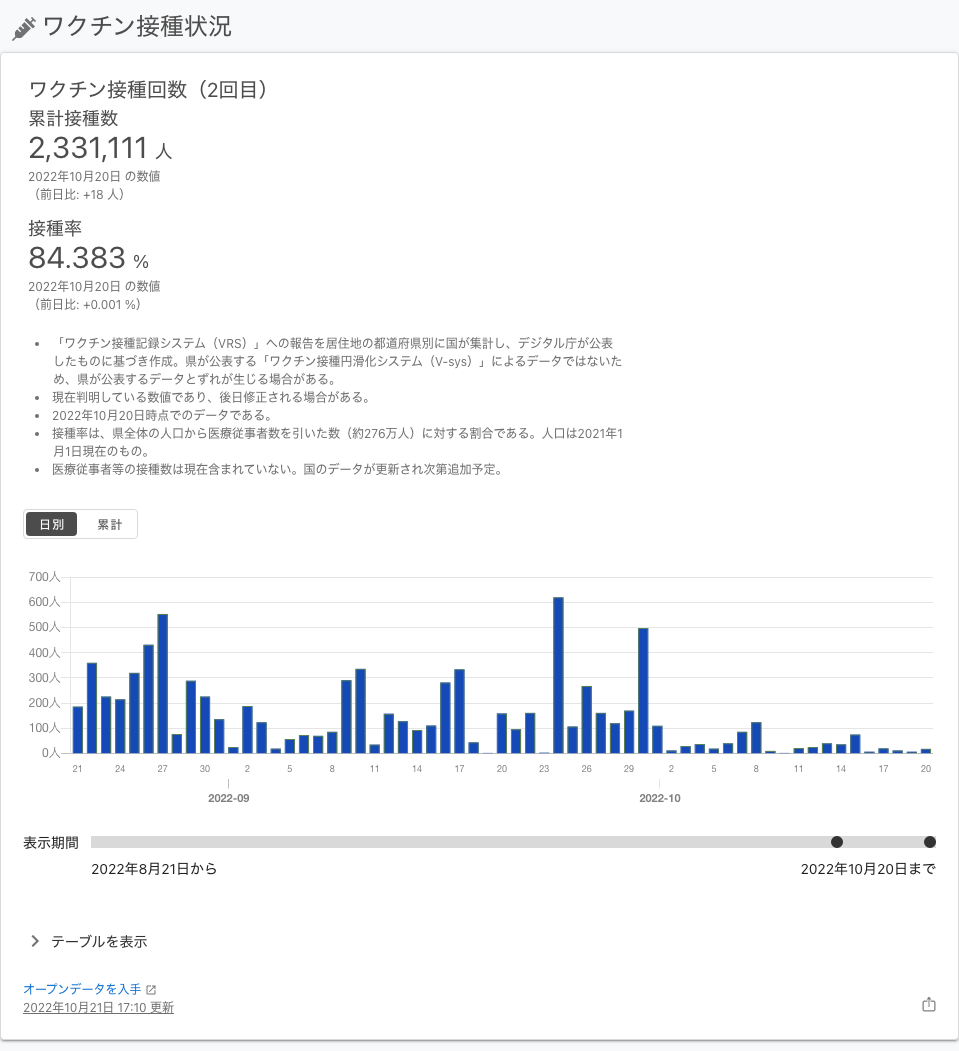 ワクチン接種状況
ワクチン接種回数（2回目）
累計接種数
2,331,111 人
2022年10月20日 の数値
（前日比: +18 人）
接種率
84.383 %
2022年10月20日 の数値
（前日比: +0.001 %）
• 「ワクチン接種記録システム（VRS）」への報告を居住地の都道府県別に国が集計し、デジタル庁が公表
したものに基づき作成。県が公表する「ワクチン接種円滑化システム（V-sys）」によるデータではないた
め、県が公表するデータとずれが生じる場合がある。
• 現在判明している数値であり、後日修正される場合がある。
• 2022年10月20日時点でのデータである。
• 接種率は、県全体の人口から医療従事者数を引いた数（約276万人）に対する割合である。人口は2021年1
月1日現在のもの。
• 医療従事者等の接種数は現在含まれていない。国のデータが更新され次第追加予定。
日別 累計
700人
600人
500人
400人
300人
200人
100人
0人
21 24 27 30 2 5 8 11 14 17 20 23 26 29 2 5 8 11 14 17 20
2022-09 2022-10
表示期間
2022年8月21日から 2022年10月20日まで
テーブルを表示
オープンデータを入手
2022年10月21日 17:10 更新